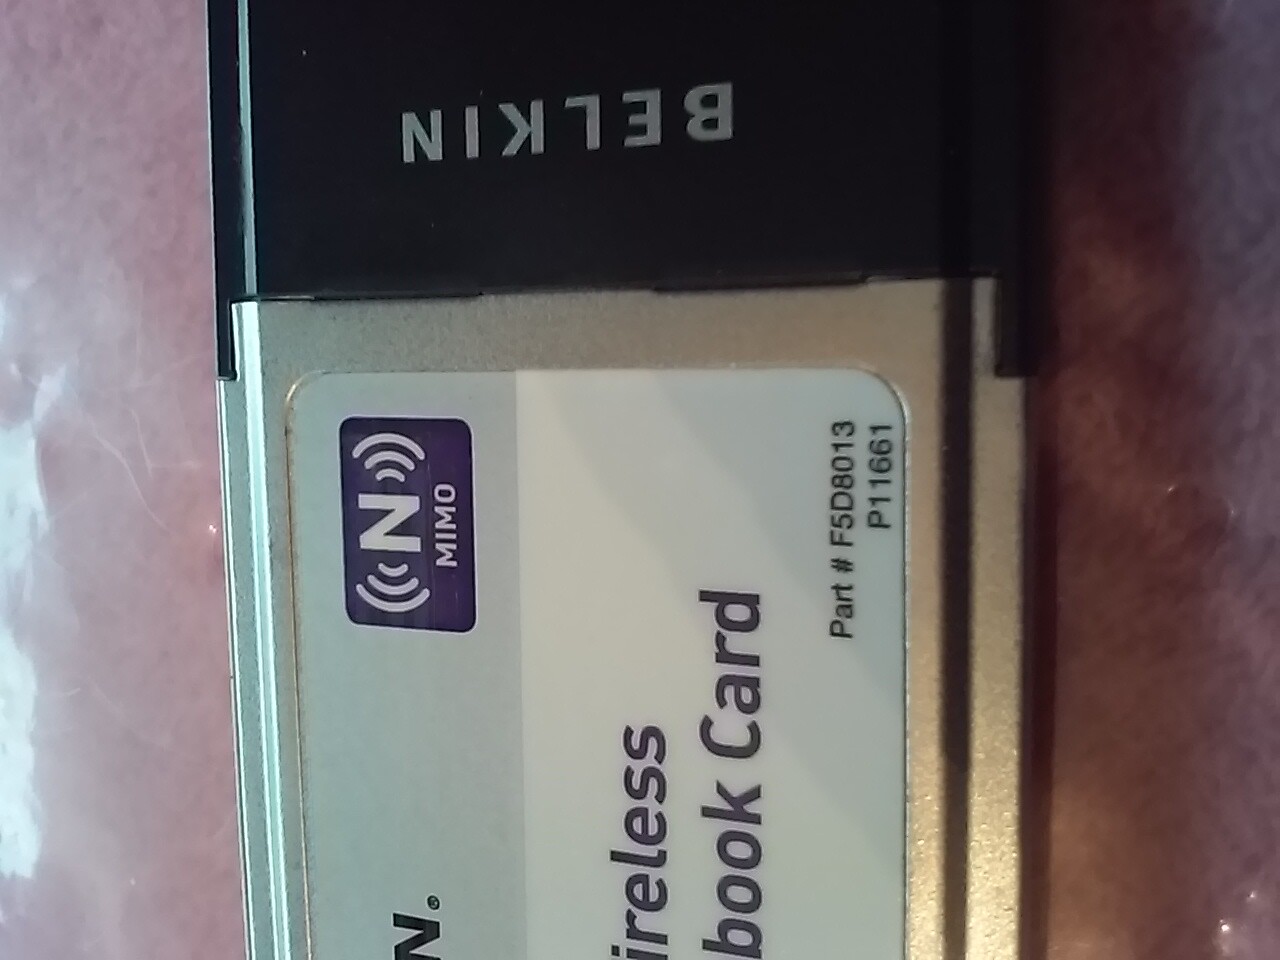 BELKIN
N
MIMO
N®
ireless
book Card
Part # F5D8013
P11661